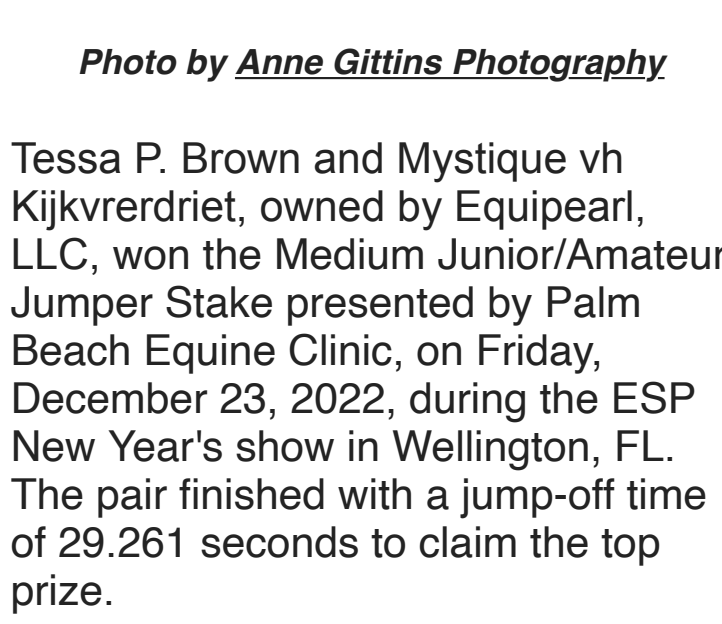 Photo by Anne Gittins Photography
Tessa P. Brown and Mystique vh
Kijkvrerdriet, owned by Equipearl,
LLC, won the Medium Junior/Amateur
Jumper Stake presented by Palm
Beach Equine Clinic, on Friday,
December 23, 2022, during the ESP
New Year's show in Wellington, FL.
The pair finished with a jump-off time
of 29.261 seconds to claim the top
prize.